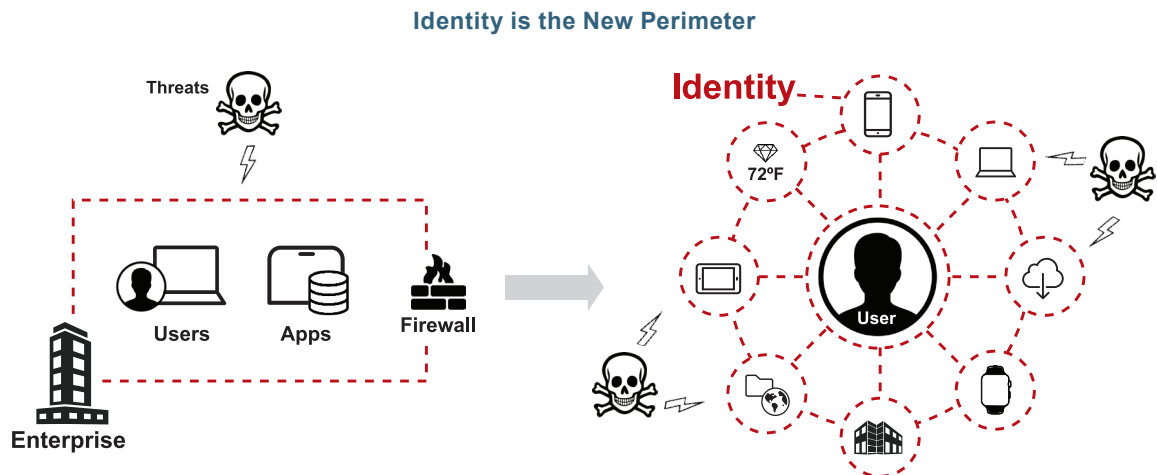 Identity is the New Perimeter
Threats
Users
Apps
Firewall
Enterprise
Identity
72ºF
User